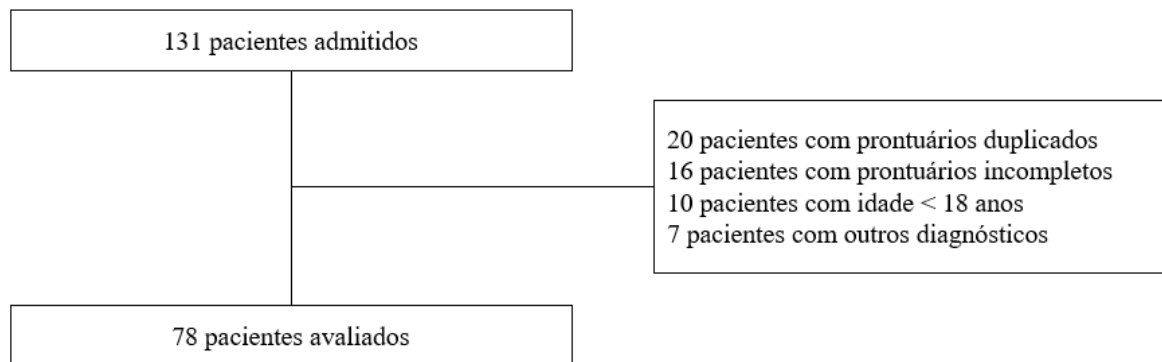 131 pacientes admitidos
20 pacientes com prontuários duplicados
16 pacientes com prontuários incompletos
10 pacientes com idade < 18 anos
7 pacientes com outros diagnósticos
78 pacientes avaliados